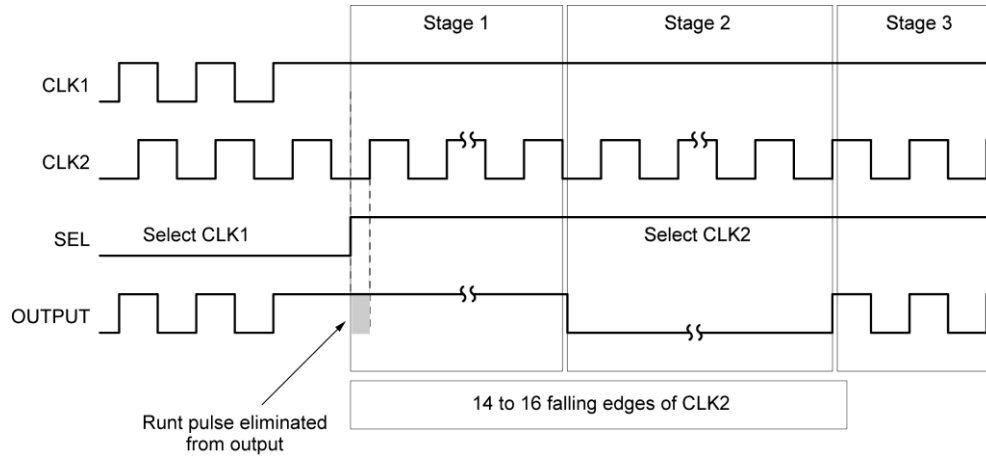 Stage 1
Stage 2
Stage 3
CLK1
CLK2
SEL
Select CLK1
Select CLK2
OUTPUT
14 to 16 falling edges of CLK2
Runt pulse eliminated
from output